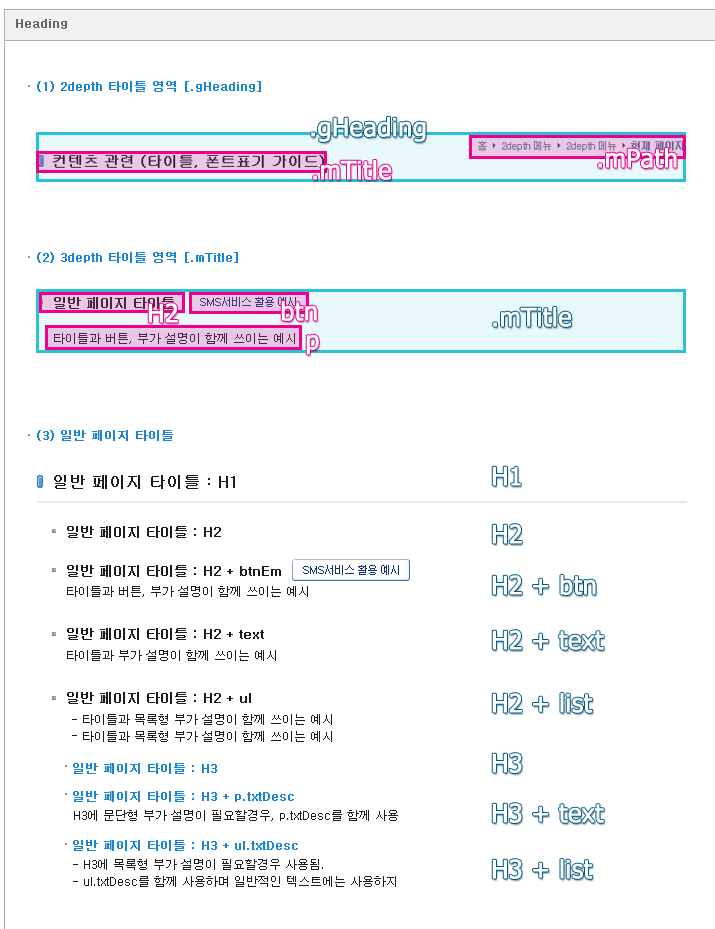 Heading
· (1) 2depth 타이틀 영역 [.gHeading]
.gHeading
홈 ▸ 2depth 메뉴 ▸ 2depth 메뉴 ▸ 현재 페이지
.mPath
컨텐츠 관련 (타이틀, 폰트표기 가이드)
.mTitle
· (2) 3depth 타이틀 영역 [.mTitle]
일반 페이지 타이틀 SMS서비스 활용 예시
H2 btn .mTitle
타이틀과 버튼, 부가 설명이 함께 쓰이는 예시
p
· (3) 일반 페이지 타이틀
일반 페이지 타이틀 : H1 H1
일반 페이지 타이틀 : H2 H2
일반 페이지 타이틀 : H2 + btnEm SMS서비스 활용 예시
H2 + btn
타이틀과 버튼, 부가 설명이 함께 쓰이는 예시
일반 페이지 타이틀 : H2 + text H2 + text
타이틀과 부가 설명이 함께 쓰이는 예시
일반 페이지 타이틀 : H2 + ul H2 + list
- 타이틀과 목록형 부가 설명이 함께 쓰이는 예시
- 타이틀과 목록형 부가 설명이 함께 쓰이는 예시
· 일반 페이지 타이틀 : H3 H3
· 일반 페이지 타이틀 : H3 + p.txtDesc
H3에 문단형 부가 설명이 필요할경우, p.txtDesc를 함께 사용 H3 + text
· 일반 페이지 타이틀 : H3 + ul.txtDesc
- H3에 목록형 부가 설명이 필요할경우 사용됨. H3 + list
- ul.txtDesc를 함께 사용하며 일반적인 텍스트에는 사용하지